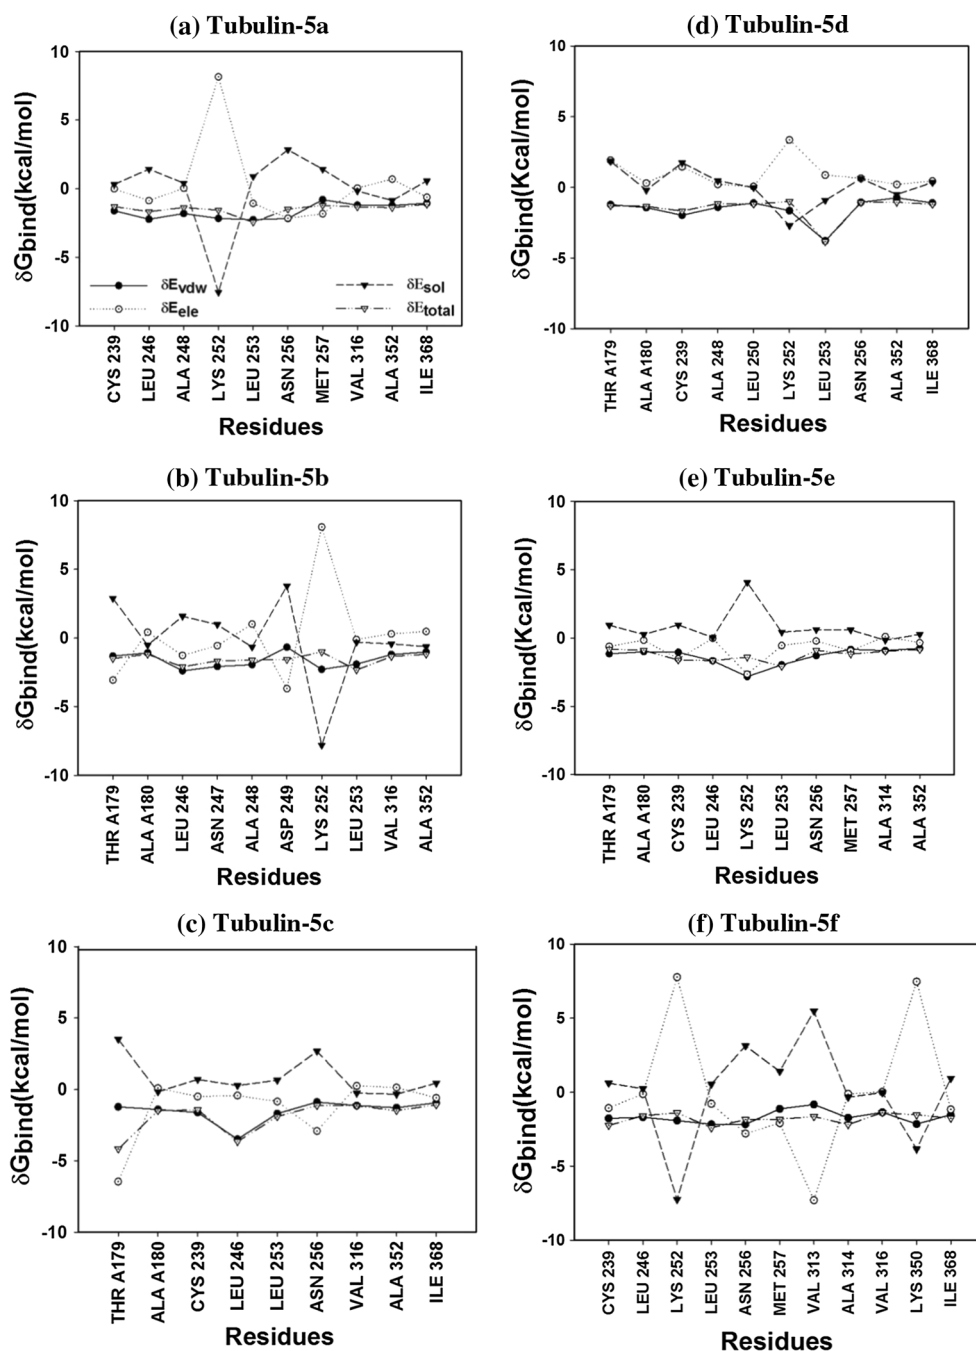 (a) Tubulin-5a
δGbind(kcal/mol)
10
5
0
-5
-10
δEvdw
δEele
δEsol
δEtotal
CYS 239
LEU 246
ALA 248
LYS 252
LEU 253
ASN 256
MET 257
VAL 316
ALA 352
ILE 368
Residues
(d) Tubulin-5d
δGbind(Kcal/mol)
10
5
0
-5
-10
THR A179
ALA A180
CYS 239
ALA 248
LEU 250
LYS 252
LEU 253
ASN 256
ALA 352
ILE 368
Residues
(b) Tubulin-5b
δGbind(kcal/mol)
10
5
0
-5
-10
THR A179
ALA A180
LEU 246
ASN 247
ALA 248
ASP 249
LYS 252
LEU 253
VAL 316
ALA 352
Residues
(e) Tubulin-5e
δGbind(Kcal/mol)
10
5
0
-5
-10
THR A179
ALA A180
CYS 239
LEU 246
LYS 252
LEU 253
ASN 256
MET 257
ALA 314
ALA 352
Residues
(c) Tubulin-5c
δGbind(kcal/mol)
10
5
0
-5
-10
THR A179
ALA A180
CYS 239
LEU 246
LEU 253
ASN 256
VAL 316
ALA 352
ILE 368
Residues
(f) Tubulin-5f
δGbind(kcal/mol)
10
5
0
-5
-10
CYS 239
LEU 246
LYS 252
LEU 253
ASN 256
MET 257
VAL 313
ALA 314
VAL 316
LYS 350
ILE 368
Residues